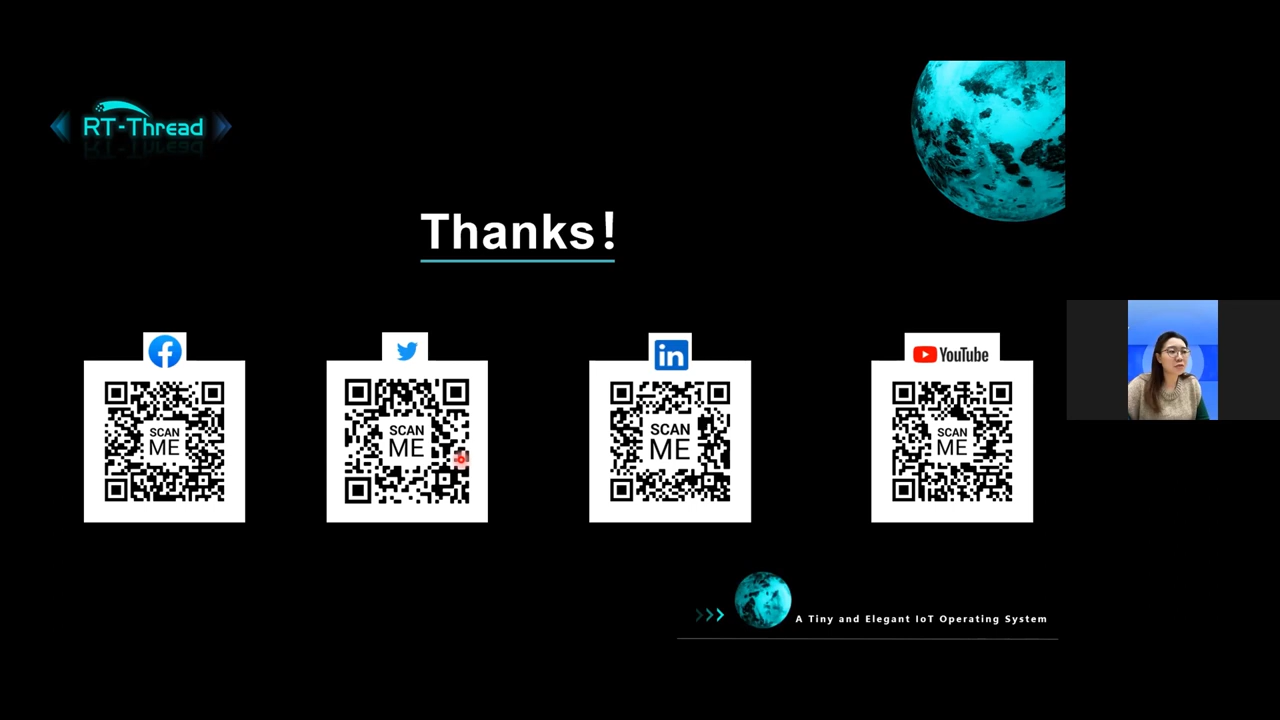 RT-Thread
Thanks!
in
YouTube
SCAN
ME
SCAN
ME
SCAN
ME
SCAN
ME
A Tiny and Elegant IoT Operating System